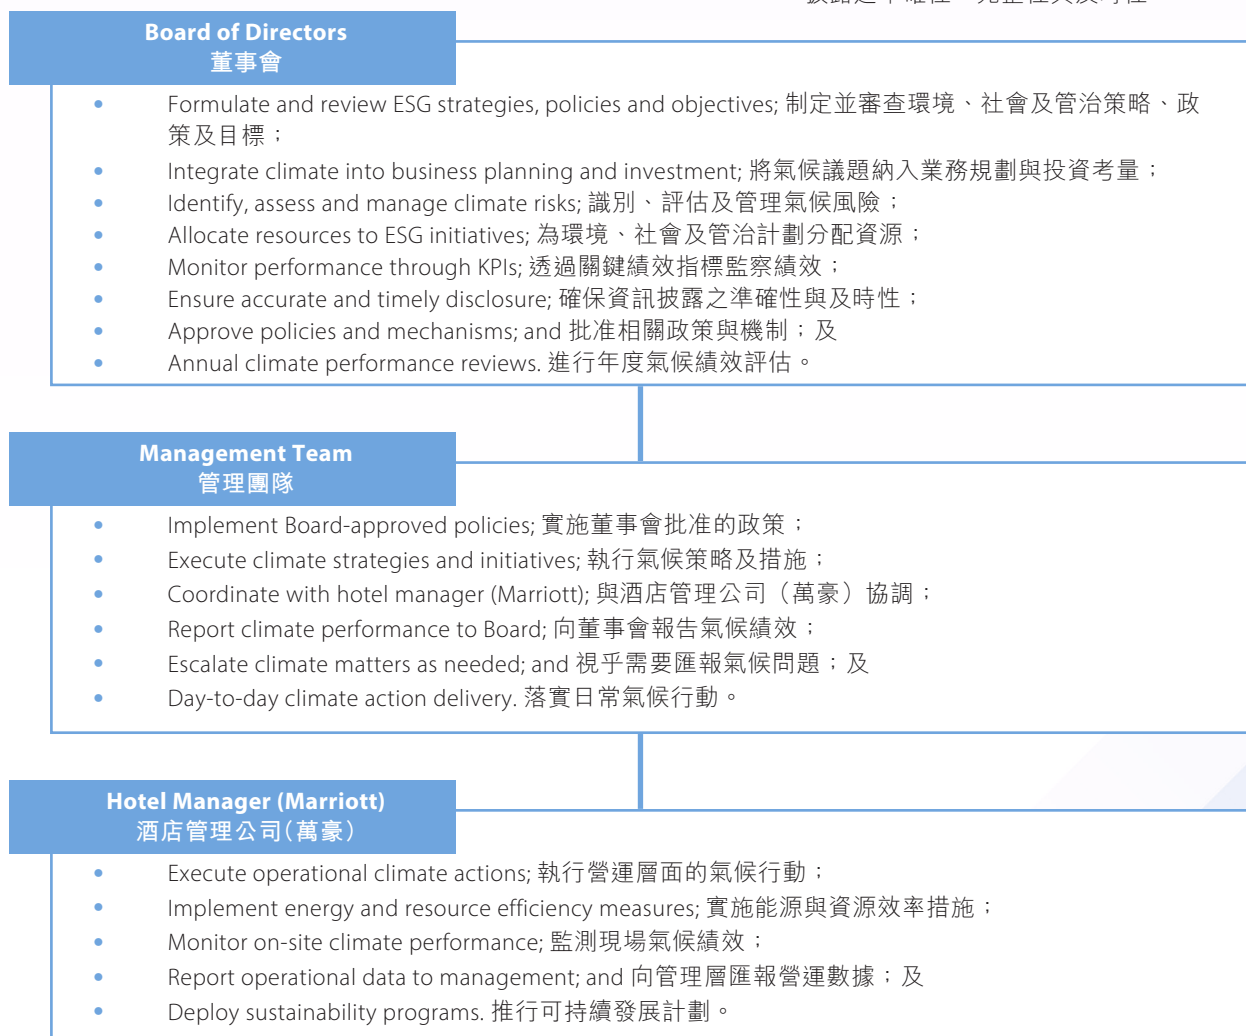 Board of Directors
董事會
• Formulate and review ESG strategies, policies and objectives; 制定並審查環境、社會及管治策略、政
策及目標；
• Integrate climate into business planning and investment; 將氣候議題納入業務規劃與投資考量；
• Identify, assess and manage climate risks; 識別、評估及管理氣候風險；
• Allocate resources to ESG initiatives; 為環境、社會及管治計劃分配資源；
• Monitor performance through KPIs; 透過關鍵績效指標監察績效；
• Ensure accurate and timely disclosure; 確保資訊披露之準確性與及時性；
• Approve policies and mechanisms; and 批准相關政策與機制；及
• Annual climate performance reviews. 進行年度氣候績效評估。
Management Team
管理團隊
• Implement Board-approved policies; 實施董事會批准的政策；
• Execute climate strategies and initiatives; 執行氣候策略及措施；
• Coordinate with hotel manager (Marriott); 與酒店管理公司（萬豪）協調；
• Report climate performance to Board; 向董事會報告氣候績效；
• Escalate climate matters as needed; and 視乎需要匯報氣候問題；及
• Day-to-day climate action delivery. 落實日常氣候行動。
Hotel Manager (Marriott)
酒店管理公司（萬豪）
• Execute operational climate actions; 執行營運層面的氣候行動；
• Implement energy and resource efficiency measures; 實施能源與資源效率措施；
• Monitor on-site climate performance; 監測現場氣候績效；
• Report operational data to management; and 向管理層匯報營運數據；及
• Deploy sustainability programs. 推行可持續發展計劃。